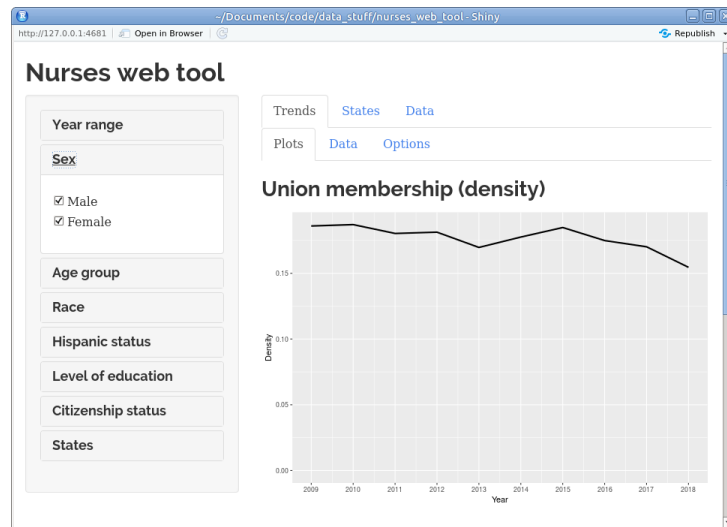 ~/Documents/code/data_stuff/nurses_web_tool - Shiny
http://127.0.0.1:4681 Open in Browser Republish
Nurses web tool
Year range
Sex
Male
Female
Age group
Race
Hispanic status
Level of education
Citizenship status
States
Trends States Data
Plots Data Options
Union membership (density)
Density
0.15
0.10
0.05
0.00
2009 2010 2011 2012 2013 2014 2015 2016 2017 2018
Year